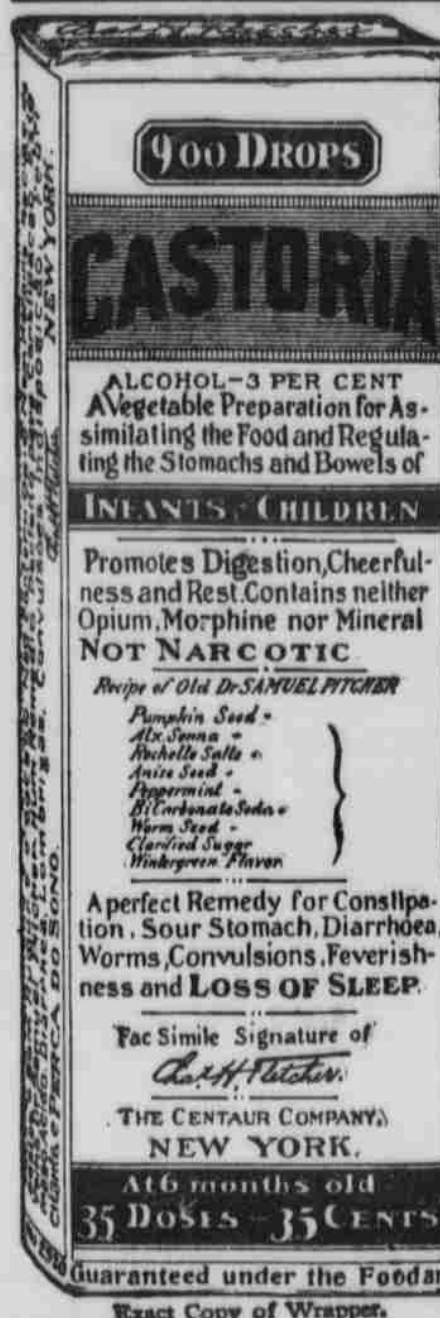 900 DROPS
CASTORIA
ALCOHOL-3 PER CENT
A Vegetable Preparation for As-
similating the Food and Regula-
ting the Stomachs and Bowels of
INFANTS CHILDREN
Promotes Digestion,Cheerful-
ness and Rest.Contains neither
Opium,Morphine nor Mineral
NOT NARCOTIC
Recipe of Old Dr SAMUEL PITCHER
Pumpkin Seed -
Alx. Senna +
Rochelle Salts -
Anise Seed -
Peppermint -
Bi Carbonate Soda +
Worm Seed -
Clarified Sugar
Wintergreen Flavor
A perfect Remedy for Constipa-
tion, Sour Stomach, Diarrhoea,
Worms,Convulsions,Feverish-
ness and LOSS OF SLEEP.
Fac Simile Signature of
Chas. H. Fletcher.
THE CENTAUR COMPANY,
NEW YORK.
At 6 months old
35 DOSES - 35 CENTS
Guaranteed under the Food an
Exact Copy of Wrapper.
NEW YORK.
PERCA DO SONO.